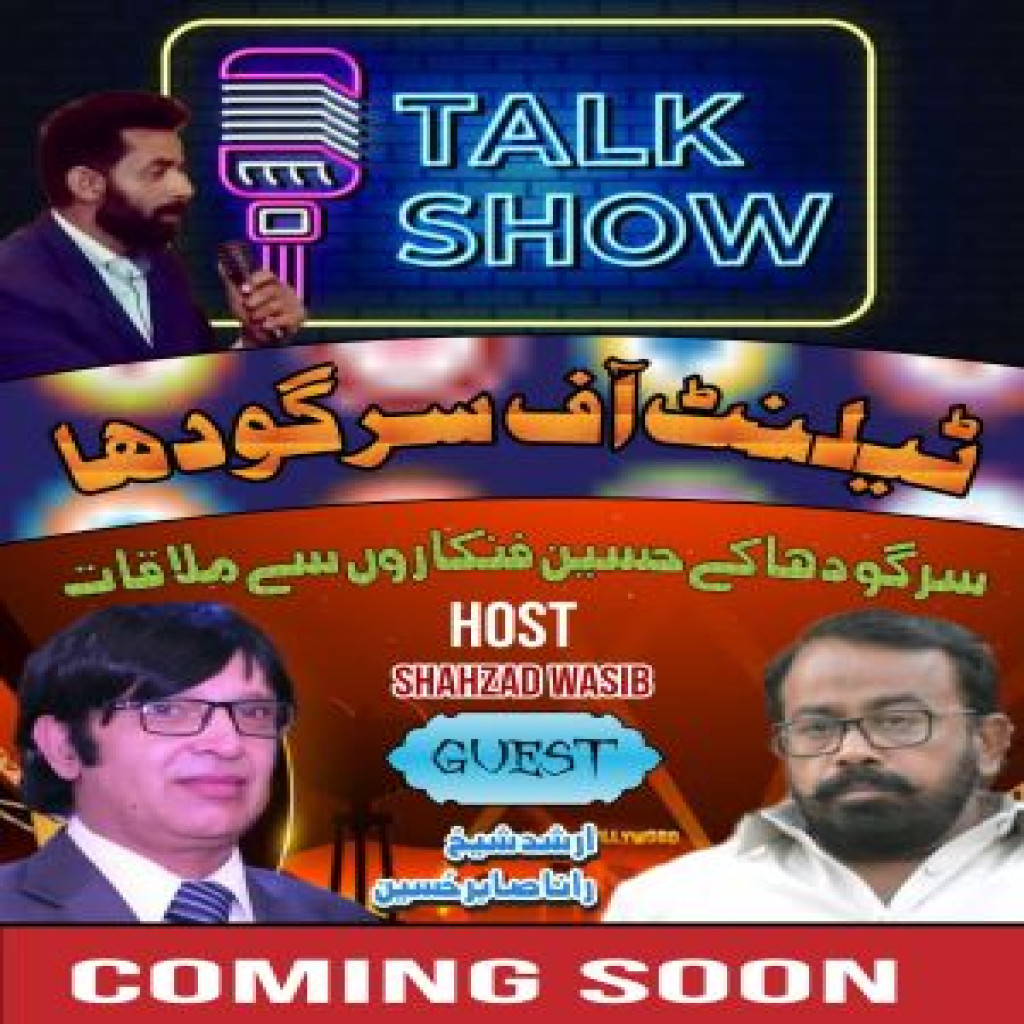 TALK
SHOW
ٹیلنٹ آف سرگودھا
سرگودھا کے حسین فنکاروں سے ملاقات
HOST
SHAHZAD WASIB
GUEST
ارشد شیخ
رانا صابر حسین
LLYWOOD
COMING SOON